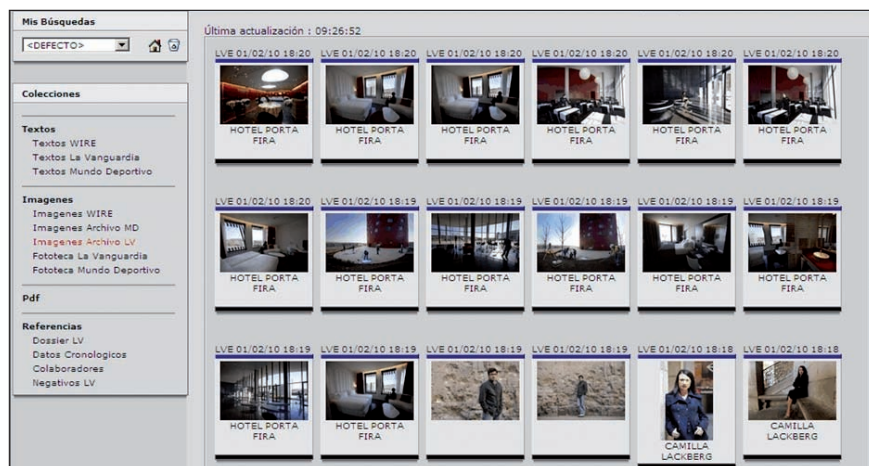 Mis Búsquedas
<DEFECTO>
Colecciones
Textos
Textos WIRE
Textos La Vanguardia
Textos Mundo Deportivo
Imagenes
Imagenes WIRE
Imagenes Archivo MD
Imagenes Archivo LV
Fototeca La Vanguardia
Fototeca Mundo Deportivo
Pdf
Referencias
Dossier LV
Datos Cronologicos
Colaboradores
Negativos LV
Última actualización : 09:26:52
LVE 01/02/10 18:20 LVE 01/02/10 18:20 LVE 01/02/10 18:20 LVE 01/02/10 18:20 LVE 01/02/10 18:20 LVE 01/02/10 18:20
HOTEL PORTA HOTEL PORTA HOTEL PORTA HOTEL PORTA HOTEL PORTA HOTEL PORTA
FIRA FIRA FIRA FIRA FIRA FIRA
LVE 01/02/10 18:20 LVE 01/02/10 18:19 LVE 01/02/10 18:19 LVE 01/02/10 18:19 LVE 01/02/10 18:19 LVE 01/02/10 18:19
HOTEL PORTA HOTEL PORTA HOTEL PORTA HOTEL PORTA HOTEL PORTA HOTEL PORTA
FIRA FIRA FIRA FIRA FIRA FIRA
LVE 01/02/10 18:19 LVE 01/02/10 18:19 LVE 01/02/10 18:19 LVE 01/02/10 18:19 LVE 01/02/10 18:18 LVE 01/02/10 18:18
HOTEL PORTA HOTEL PORTA CAMILLA
FIRA FIRA LACKBERG
CAMILLA
LACKBERG